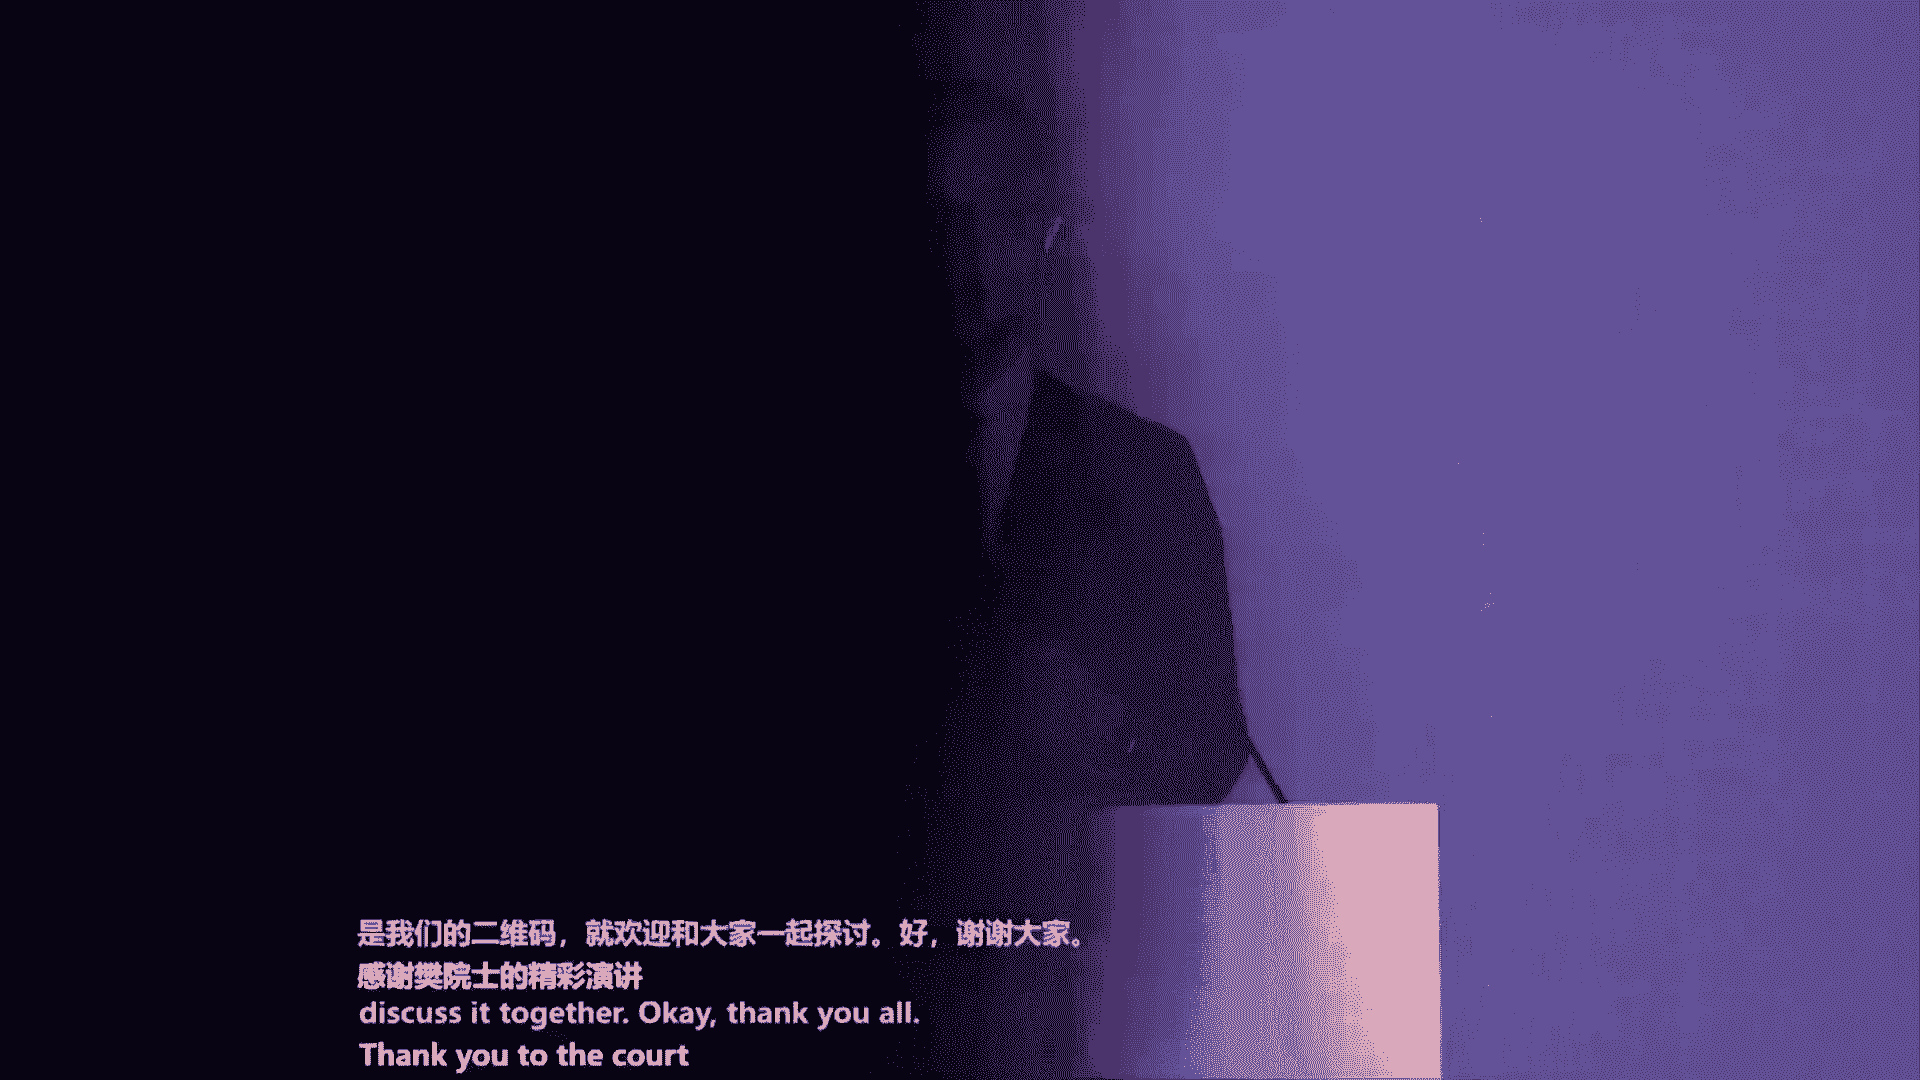 是我们的二维码，就欢迎和大家一起探讨。好，谢谢大家。
感谢樊院士的精彩演讲
discuss it together. Okay, thank you all.
Thank you to the court